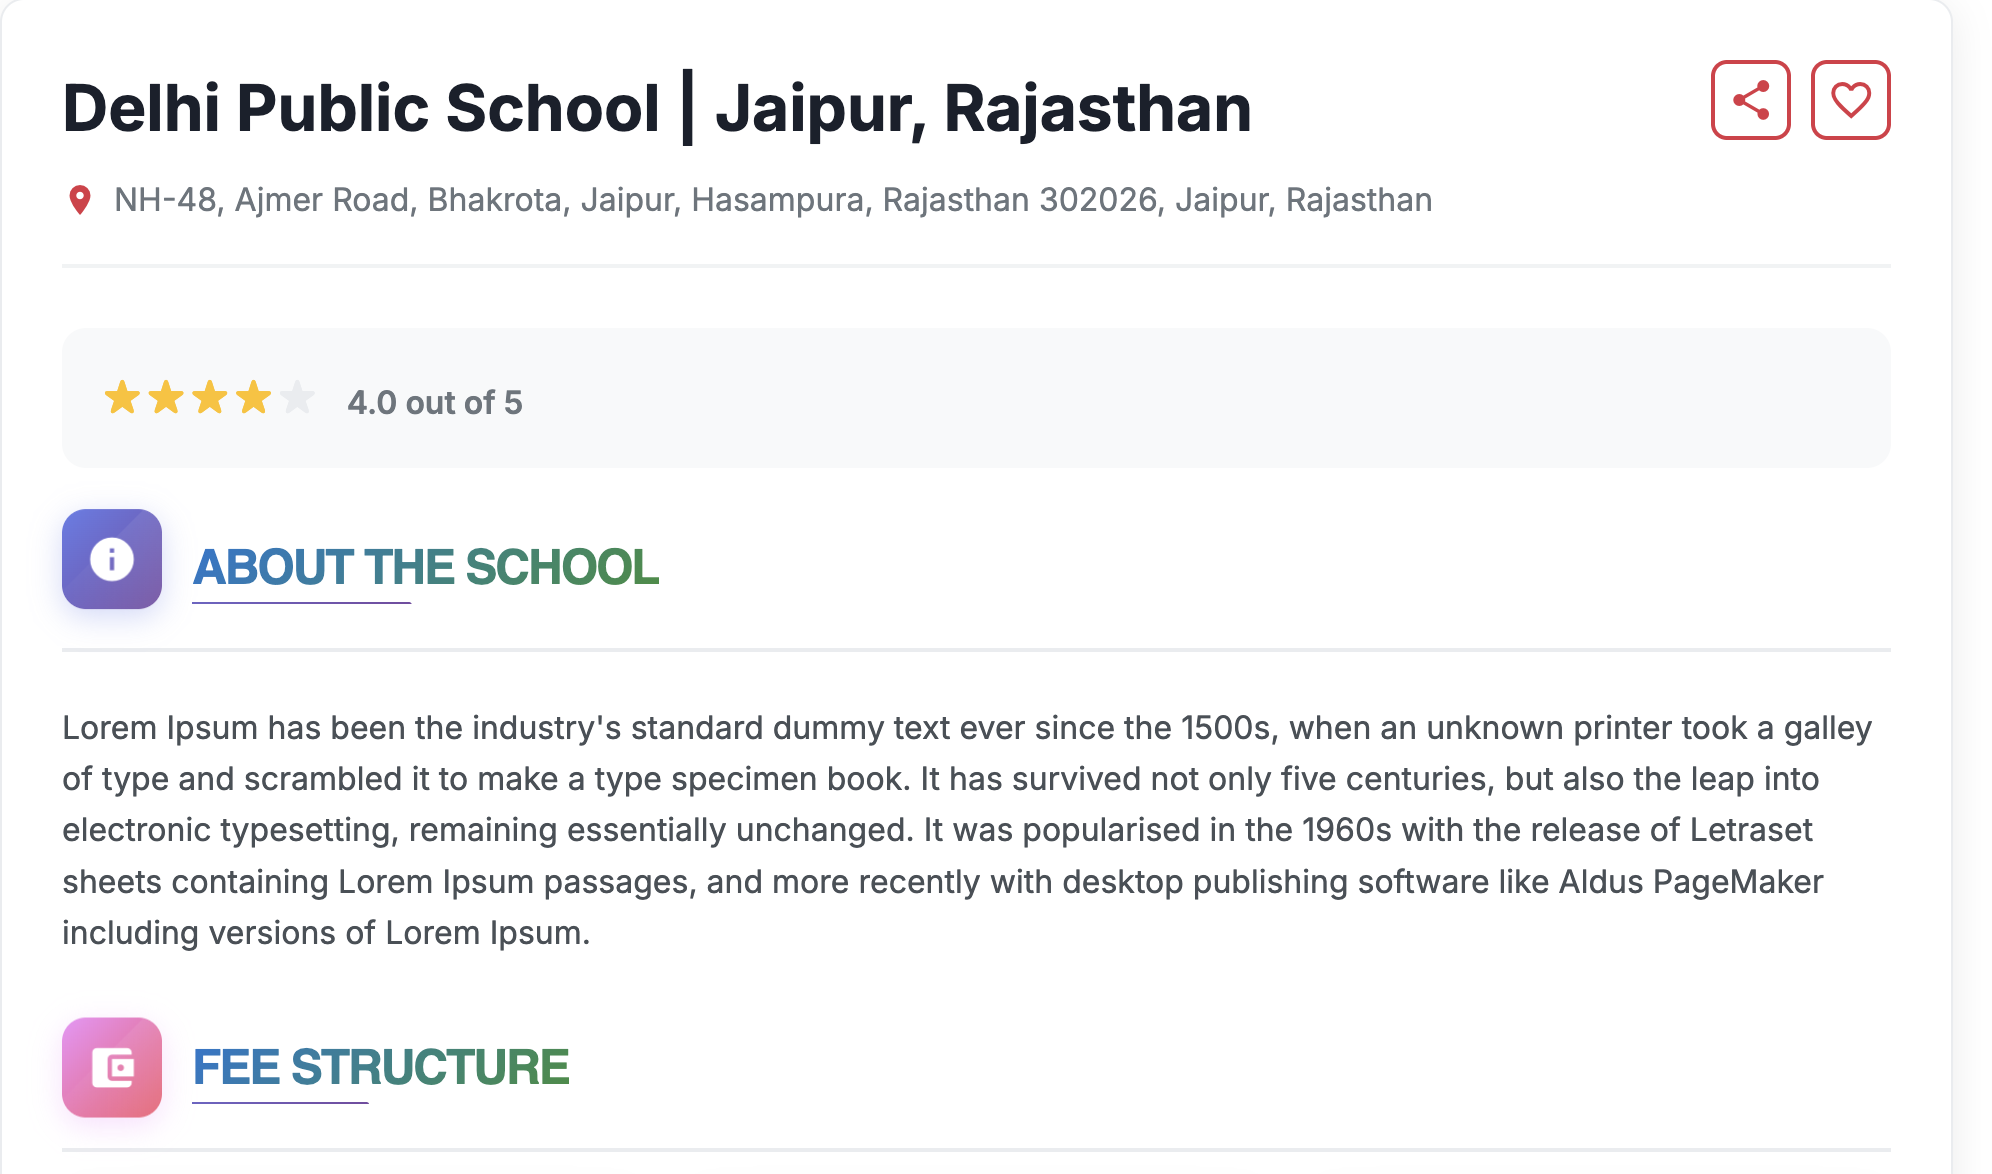 Delhi Public School | Jaipur, Rajasthan
NH-48, Ajmer Road, Bhakrota, Jaipur, Hasampura, Rajasthan 302026, Jaipur, Rajasthan
4.0 out of 5
ABOUT THE SCHOOL
Lorem Ipsum has been the industry's standard dummy text ever since the 1500s, when an unknown printer took a galley
of type and scrambled it to make a type specimen book. It has survived not only five centuries, but also the leap into
electronic typesetting, remaining essentially unchanged. It was popularised in the 1960s with the release of Letraset
sheets containing Lorem Ipsum passages, and more recently with desktop publishing software like Aldus PageMaker
including versions of Lorem Ipsum.
FEE STRUCTURE